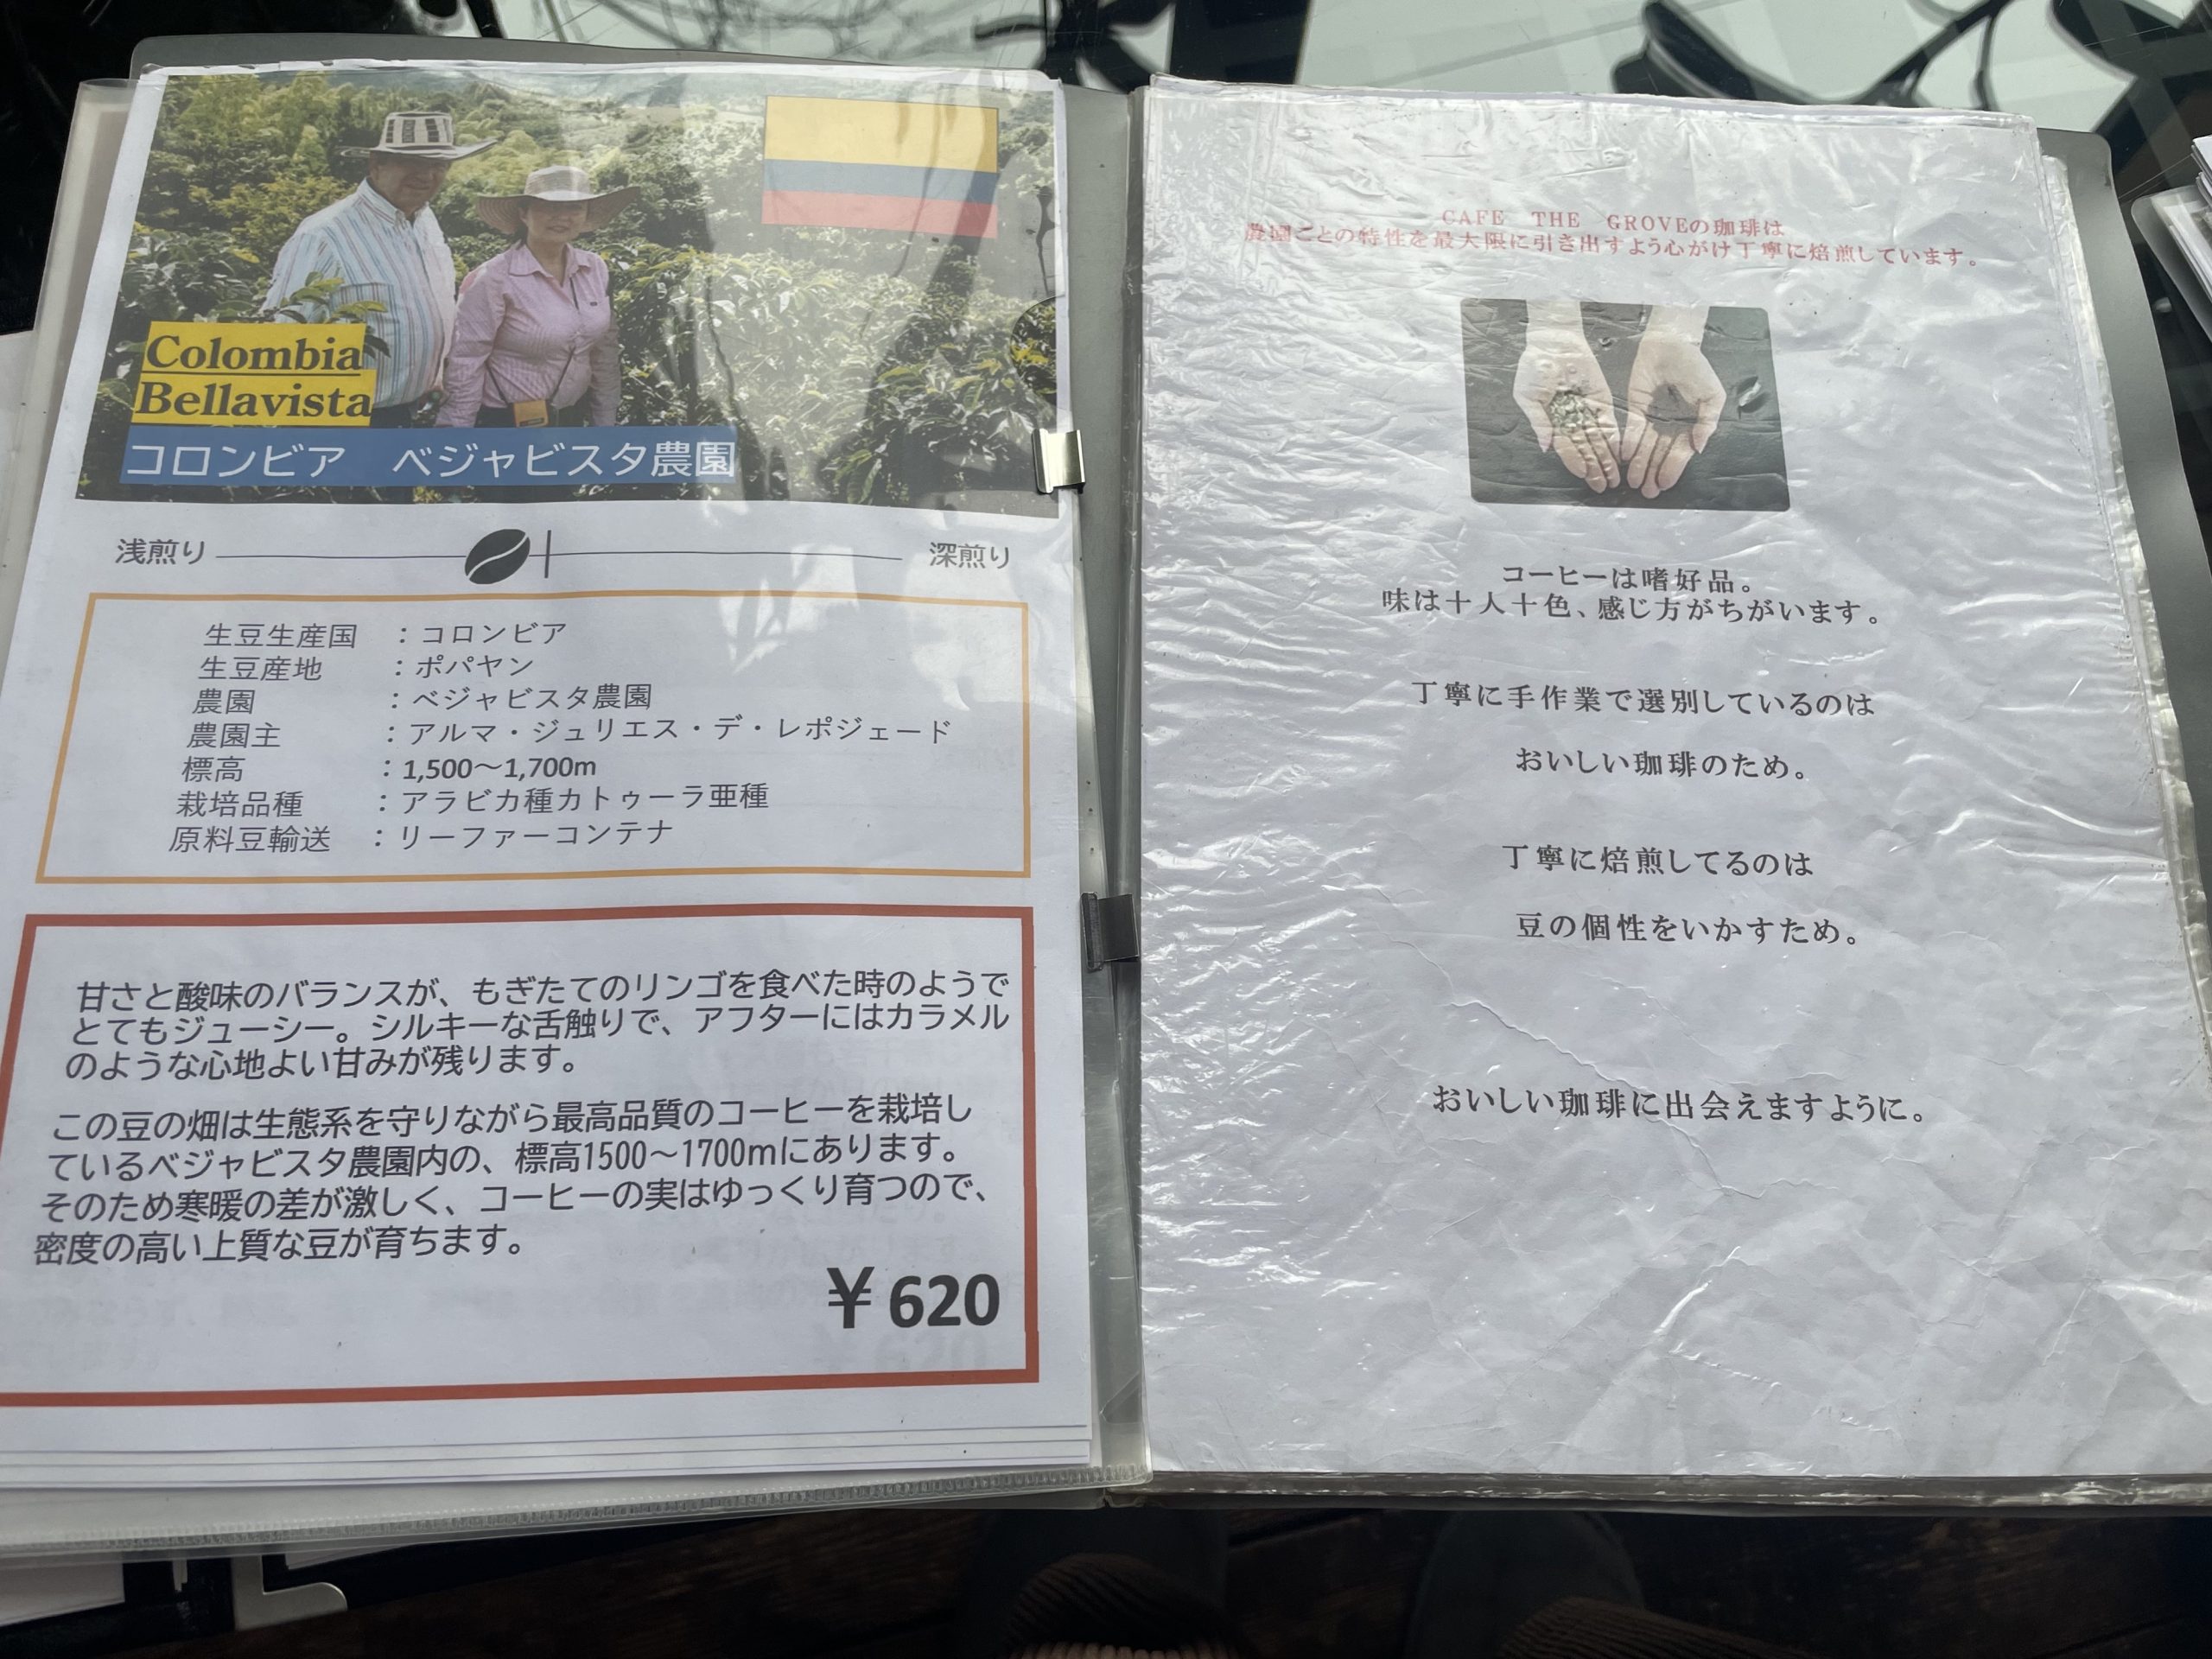 Colombia
Bellavista
コロンビア　ベジャビスタ農園
浅煎り
深煎り
生豆生産国　：コロンビア
生豆産地　：ポパヤン
農園　：ベジャビスタ農園
農園主　：アルマ・ジュリエス・デ・レポジェード
標高　：1,500～1,700m
栽培品種　：アラビカ種カトゥーラ亜種
原料豆輸送　：リーファーコンテナ
甘さと酸味のバランスが、もぎたてのリンゴを食べた時のようで
とてもジューシー。シルキーな舌触りで、アフターにはカラメル
のような心地よい甘みが残ります。
この豆の畑は生態系を守りながら最高品質のコーヒーを栽培し
ているベジャビスタ農園内の、標高1500～1700mにあります。
そのため寒暖の差が激しく、コーヒーの実はゆっくり育つので、
密度の高い上質な豆が育ちます。
￥620
CAFE　THE　GROVEの珈琲は
農園ごとの特性を最大限に引き出すよう心がけ丁寧に焙煎しています。
コーヒーは嗜好品。
味は十人十色、感じ方がちがいます。
丁寧に手作業で選別しているのは
おいしい珈琲のため。
丁寧に焙煎してるのは
豆の個性をいかすため。
おいしい珈琲に出会えますように。